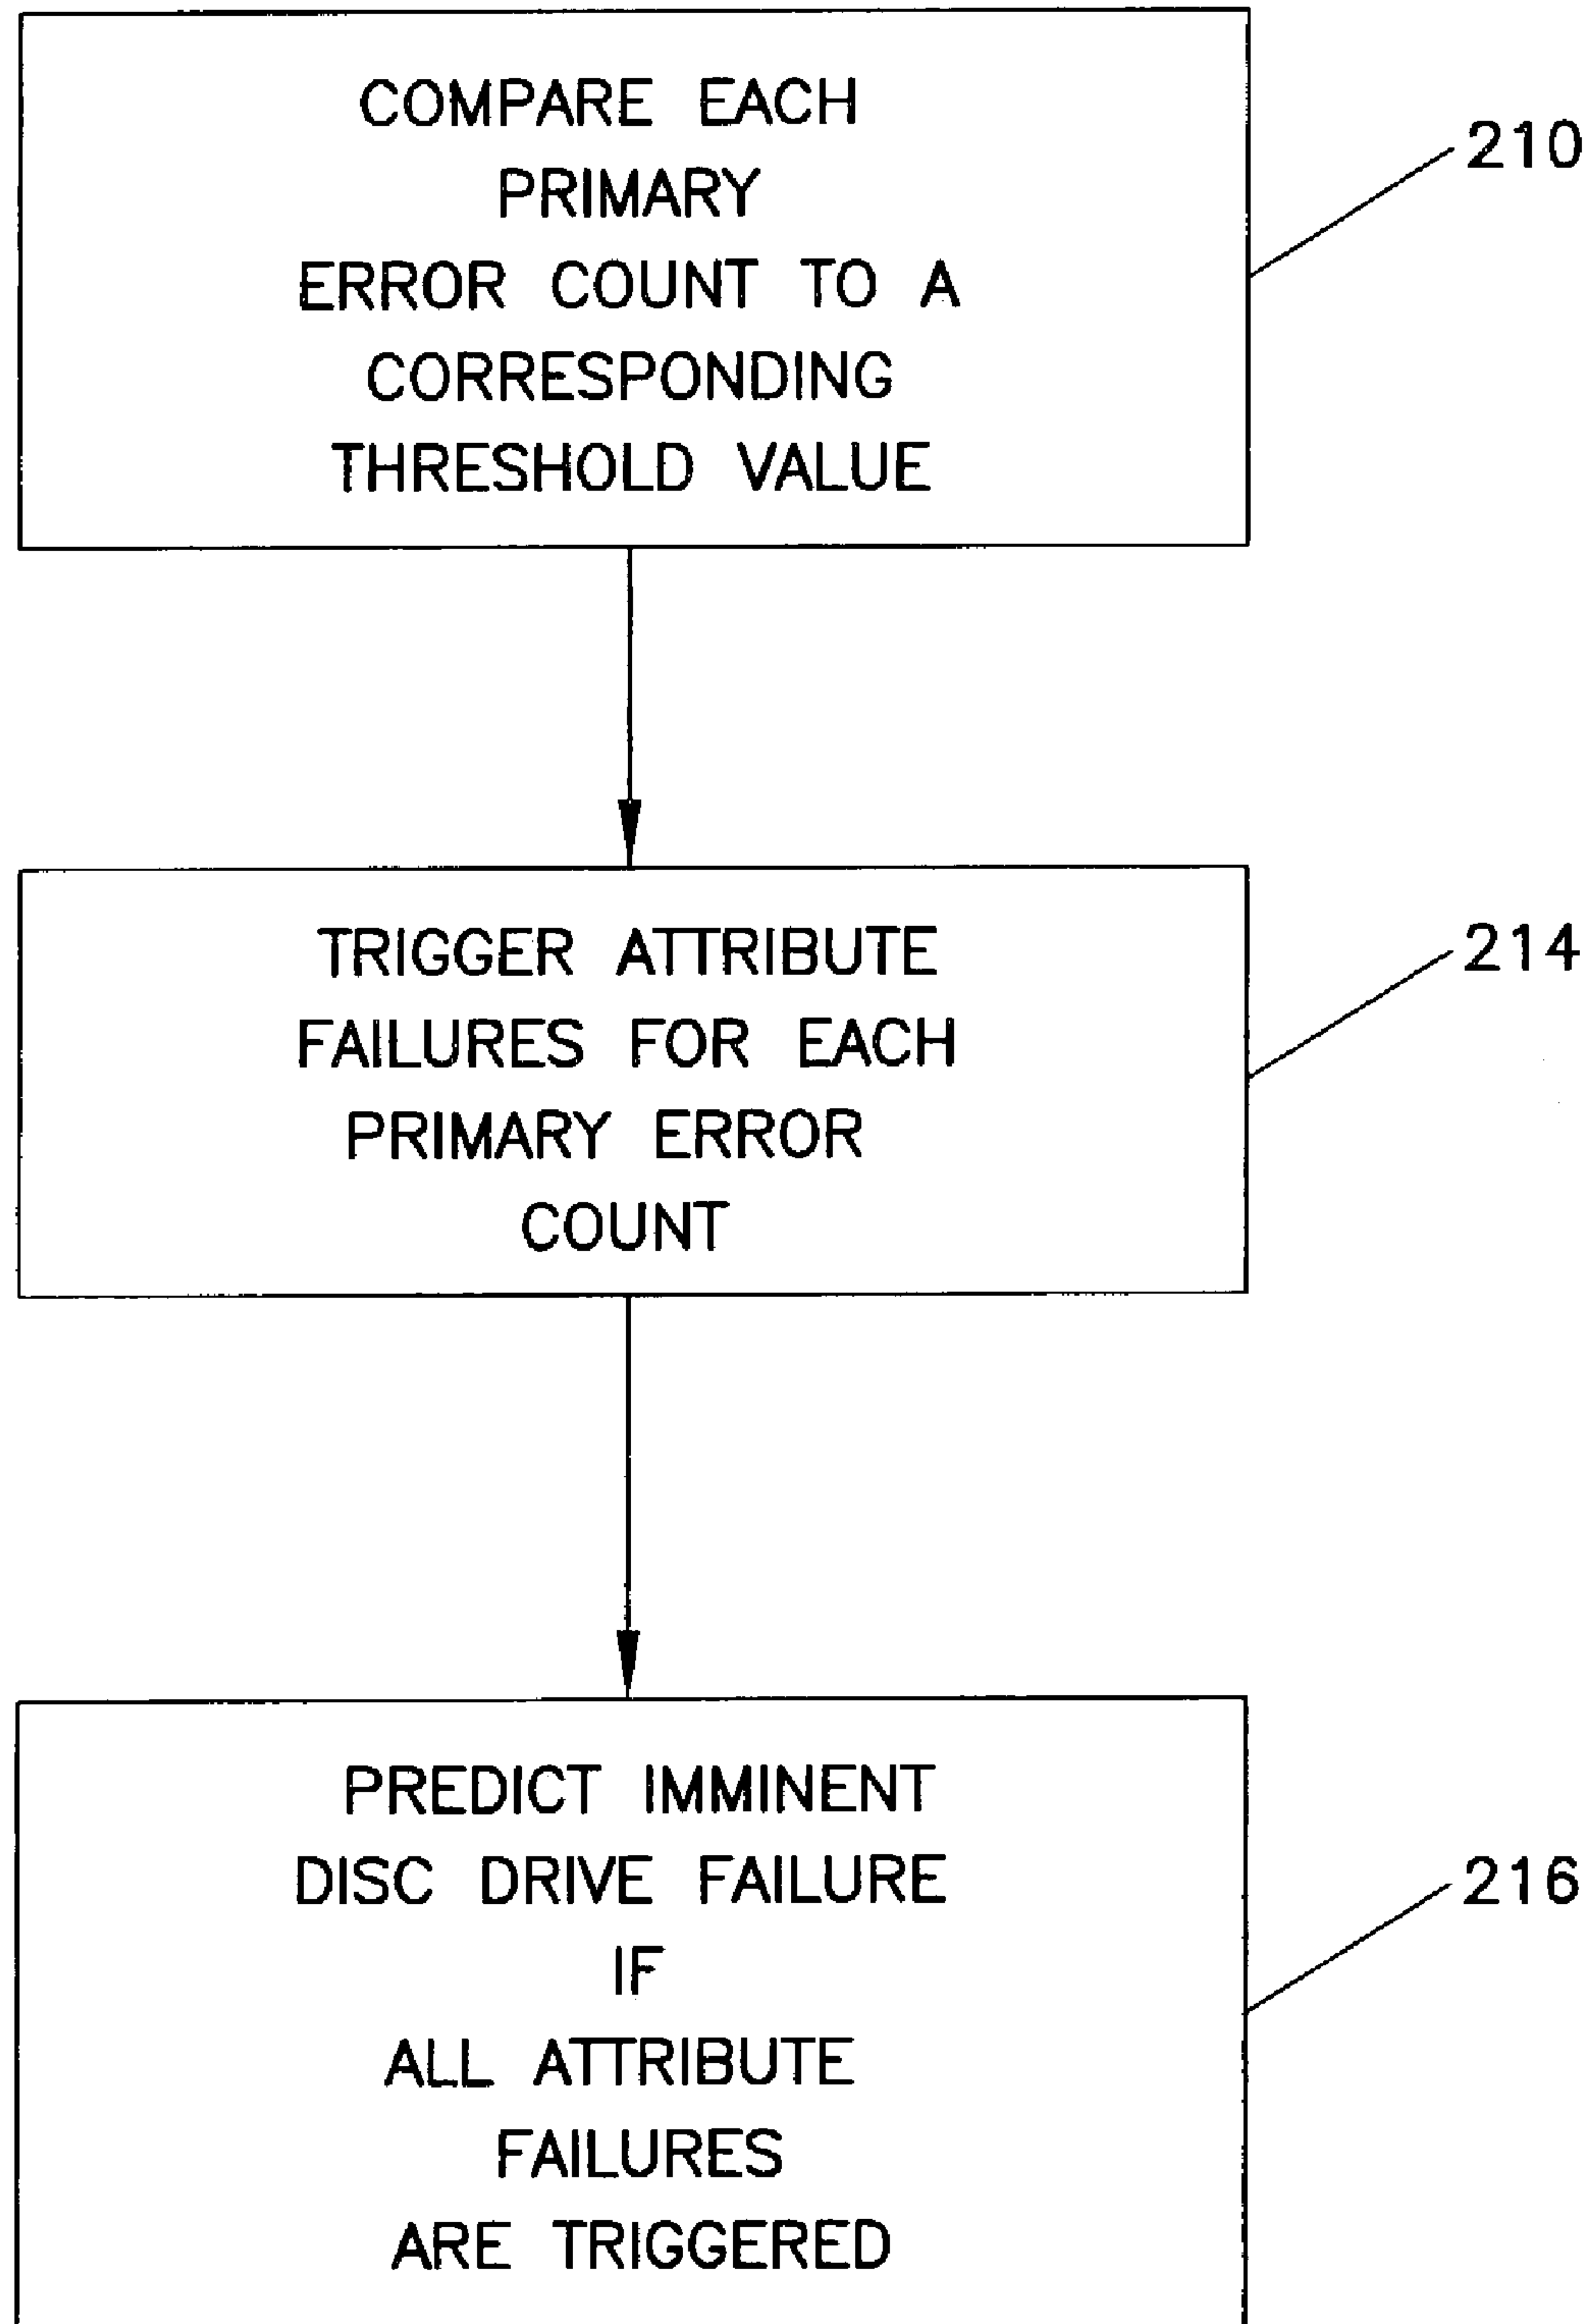 COMPARE EACH
PRIMARY
ERROR COUNT TO A
CORRESPONDING
THRESHOLD VALUE
210
TRIGGER ATTRIBUTE
FAILURES FOR EACH
PRIMARY ERROR
COUNT
214
PREDICT IMMINENT
DISC DRIVE FAILURE
IF
ALL ATTRIBUTE
FAILURES
ARE TRIGGERED
216